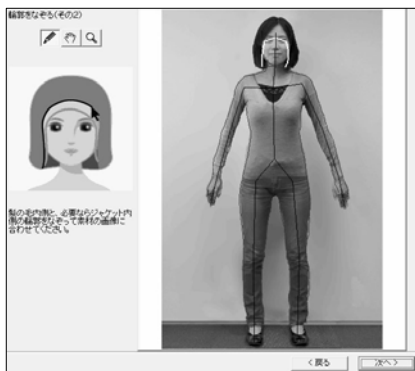 輪郭をなぞる(その2)
髪の毛内側と、必要ならジャケット内
側の輪郭をなぞって素材の画像に
合わせてください。
< 戻る
次へ >